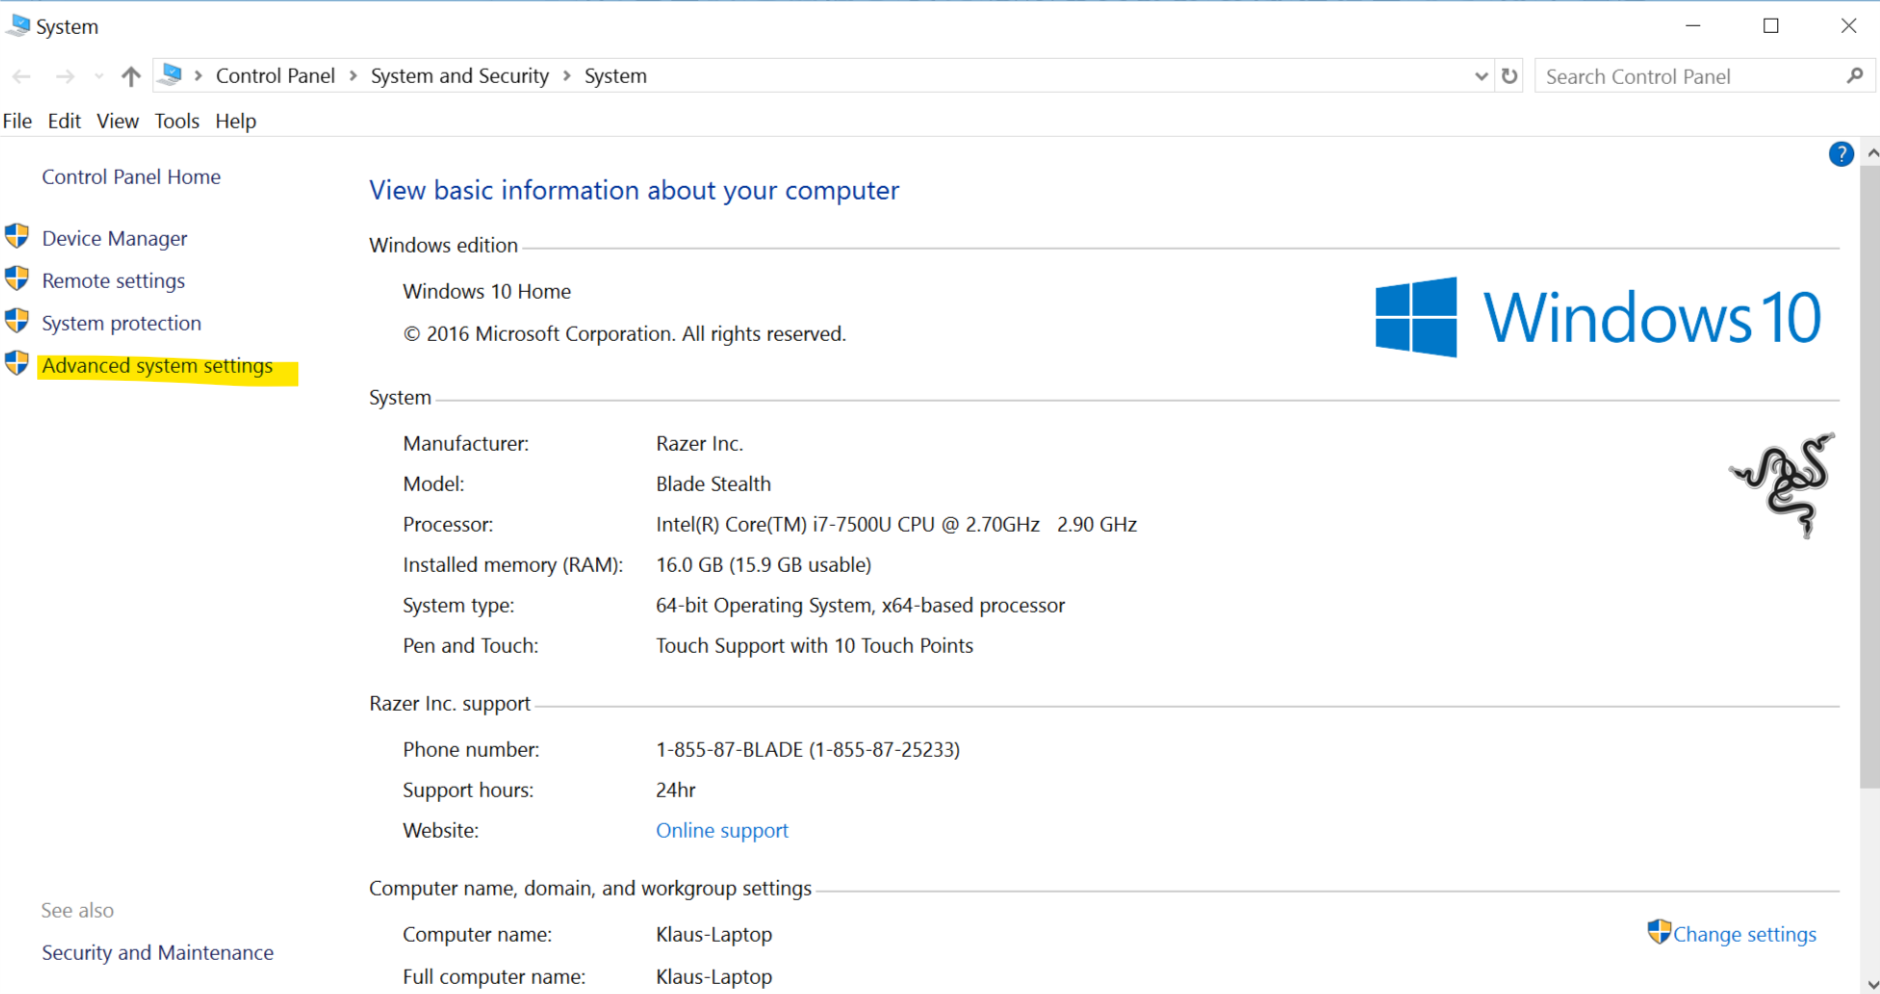 System
Control Panel > System and Security > System
Search Control Panel
File Edit View Tools Help
?
Control Panel Home
Device Manager
Remote settings
System protection
Advanced system settings
See also
Security and Maintenance
View basic information about your computer
Windows edition
Windows 10 Home
© 2016 Microsoft Corporation. All rights reserved.
Windows 10
System
Manufacturer: Razer Inc.
Model: Blade Stealth
Processor: Intel(R) Core(TM) i7-7500U CPU @ 2.70GHz 2.90 GHz
Installed memory (RAM): 16.0 GB (15.9 GB usable)
System type: 64-bit Operating System, x64-based processor
Pen and Touch: Touch Support with 10 Touch Points
Razer Inc. support
Phone number: 1-855-87-BLADE (1-855-87-25233)
Support hours: 24hr
Website: Online support
Computer name, domain, and workgroup settings
Computer name: Klaus-Laptop
Change settings
Full computer name: Klaus-Laptop